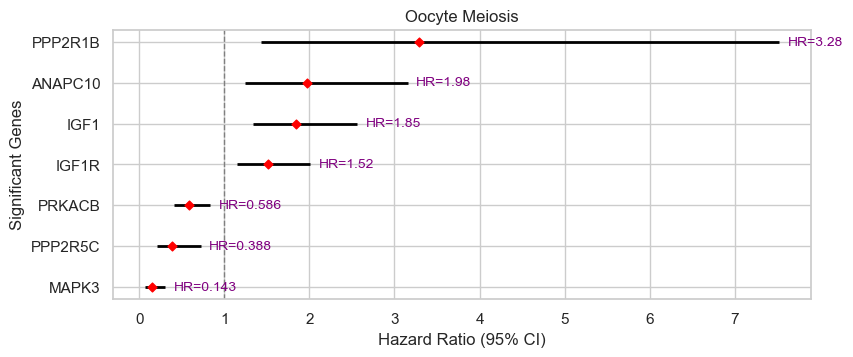 Oocyte Meiosis
Significant Genes
PPP2R1B HR=3.28
ANAPC10 HR=1.98
IGF1 HR=1.85
IGF1R HR=1.52
PRKACB HR=0.586
PPP2R5C HR=0.388
MAPK3 HR=0.143
0 1 2 3 4 5 6 7
Hazard Ratio (95% CI)